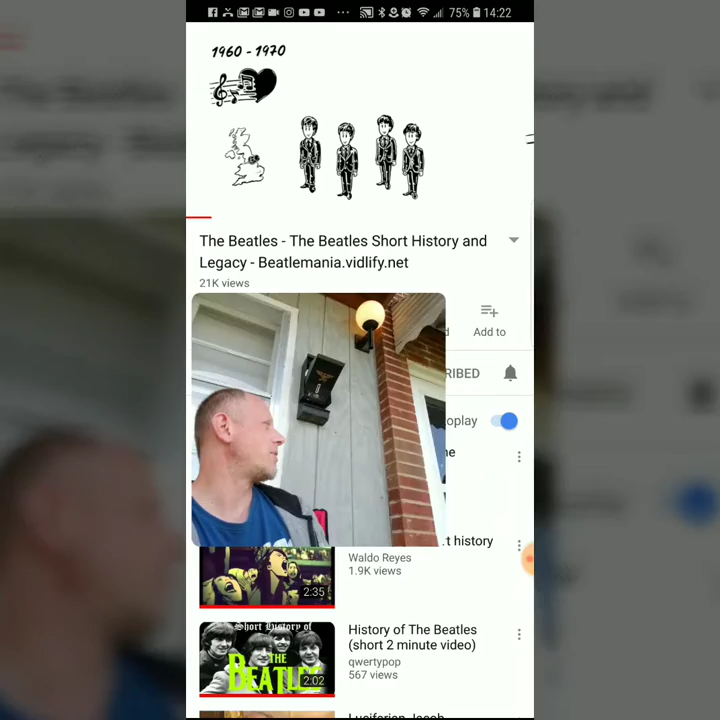 75% 14:22
1960 - 1970
The Beatles - The Beatles Short History and
Legacy - Beatlemania.vidlify.net
21K views
d
Add to
RIBED
oplay
ne
t history
Waldo Reyes
1.9K views
2:35
Short History of
THE
BEATLES
2:02
History of The Beatles
(short 2 minute video)
qwertypop
567 views
Luciferian Jacob